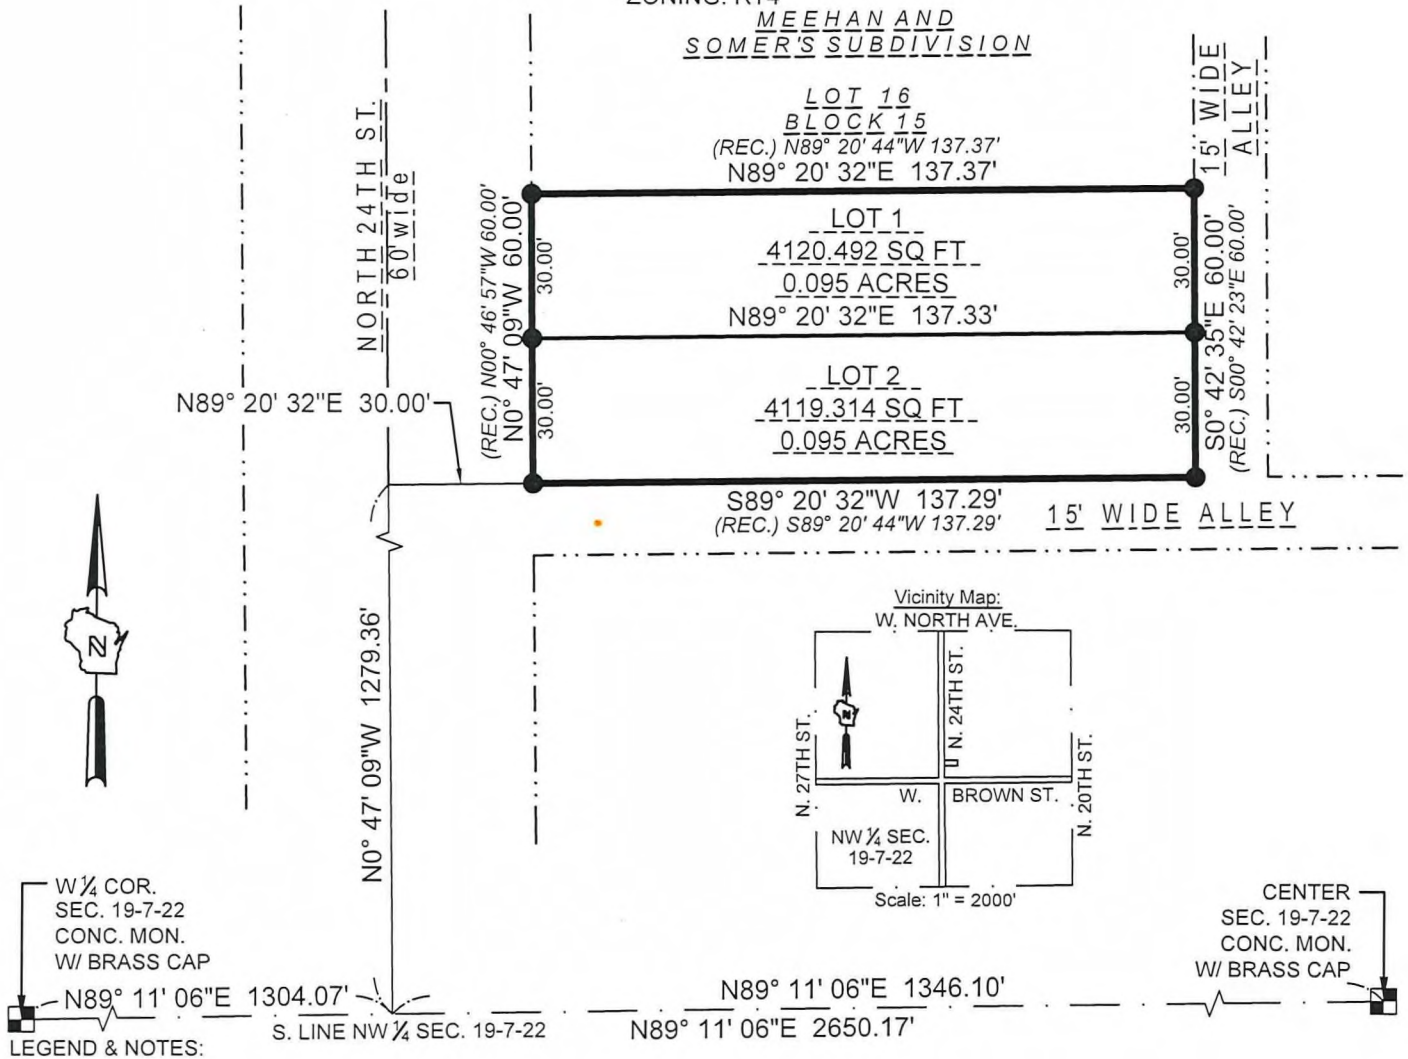 MEEHAN AND
SOMER'S SUBDIVISION
LOT 16
BLOCK 15
(REC.) N89° 20' 44"W 137.37'
N89° 20' 32"E 137.37'
15' WIDE
ALLEY
NORTH 24TH ST.
60' wide
(REC.) N00° 46' 57"W 60.00'
N0° 47' 09"W 60.00'
30.00'
30.00'
LOT 1
4120.492 SQ FT
0.095 ACRES
N89° 20' 32"E 137.33'
30.00'
30.00'
S0° 42' 35"E 60.00'
(REC.) S00° 42' 23"E 60.00'
LOT 2
4119.314 SQ FT
0.095 ACRES
N89° 20' 32"E 30.00'
S89° 20' 32"W 137.29'
(REC.) S89° 20' 44"W 137.29'
15' WIDE ALLEY
N
N0° 47' 09"W 1279.36'
Vicinity Map:
W. NORTH AVE.
N. 24TH ST.
N
N. 27TH ST.
N. 20TH ST.
W. BROWN ST.
NW ¼ SEC.
19-7-22
Scale: 1" = 2000'
W ¼ COR.
SEC. 19-7-22
CONC. MON.
W/ BRASS CAP
CENTER
SEC. 19-7-22
CONC. MON.
W/ BRASS CAP
N89° 11' 06"E 1304.07'
N89° 11' 06"E 1346.10'
S. LINE NW ¼ SEC. 19-7-22
N89° 11' 06"E 2650.17'
LEGEND & NOTES: